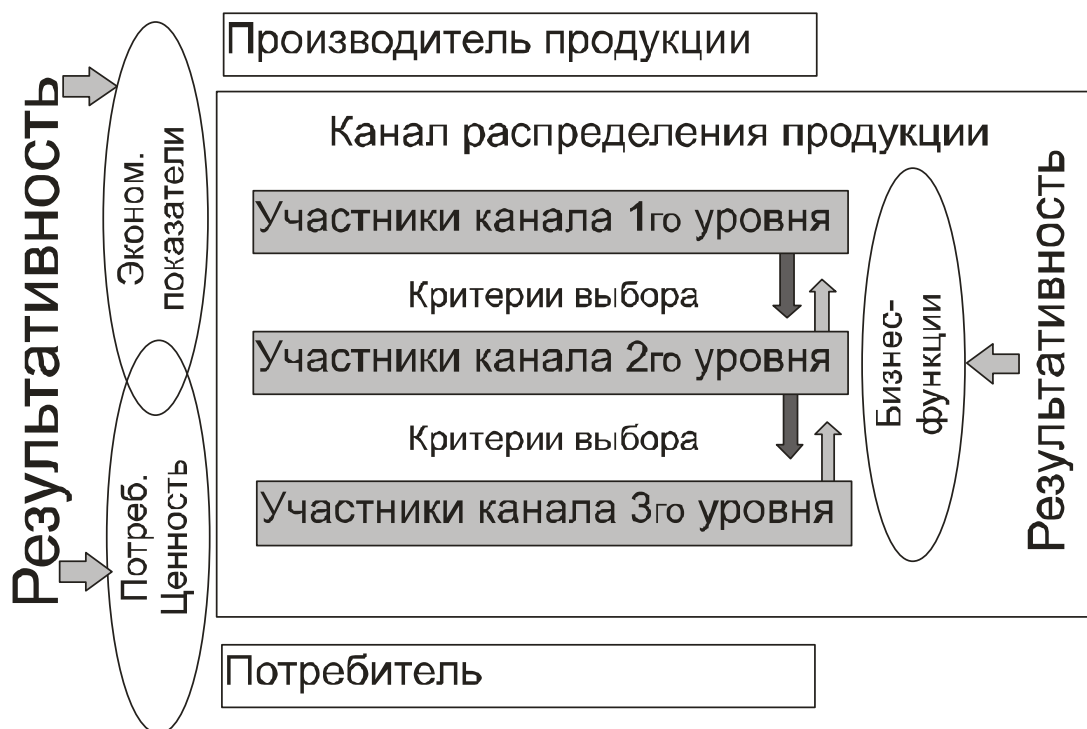 Производитель продукции
Результативность
Эконом.
показатели
Потреб.
Ценность
Канал распределения продукции
Участники канала 1го уровня
Критерии выбора
Участники канала 2го уровня
Критерии выбора
Участники канала 3го уровня
Бизнес-
функции
Результативность
Потребитель